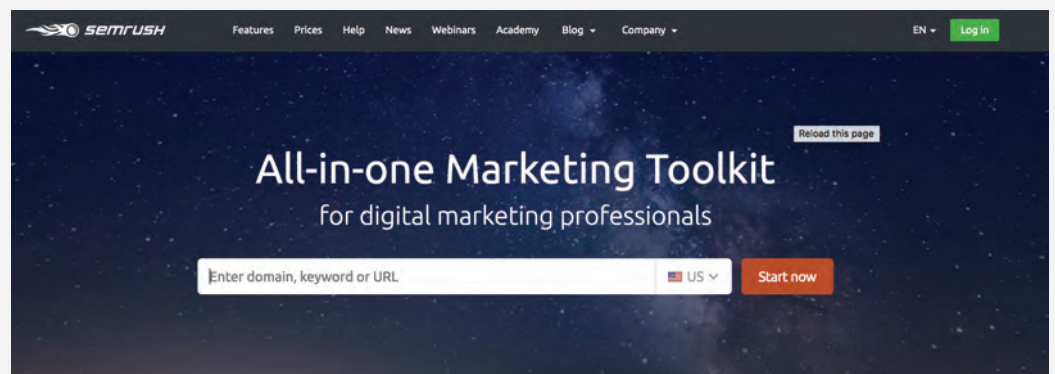 semrush Features Prices Help News Webinars Academy Blog Company EN Log in
Reload this page
All-in-one Marketing Toolkit
for digital marketing professionals
Enter domain, keyword or URL US Start now